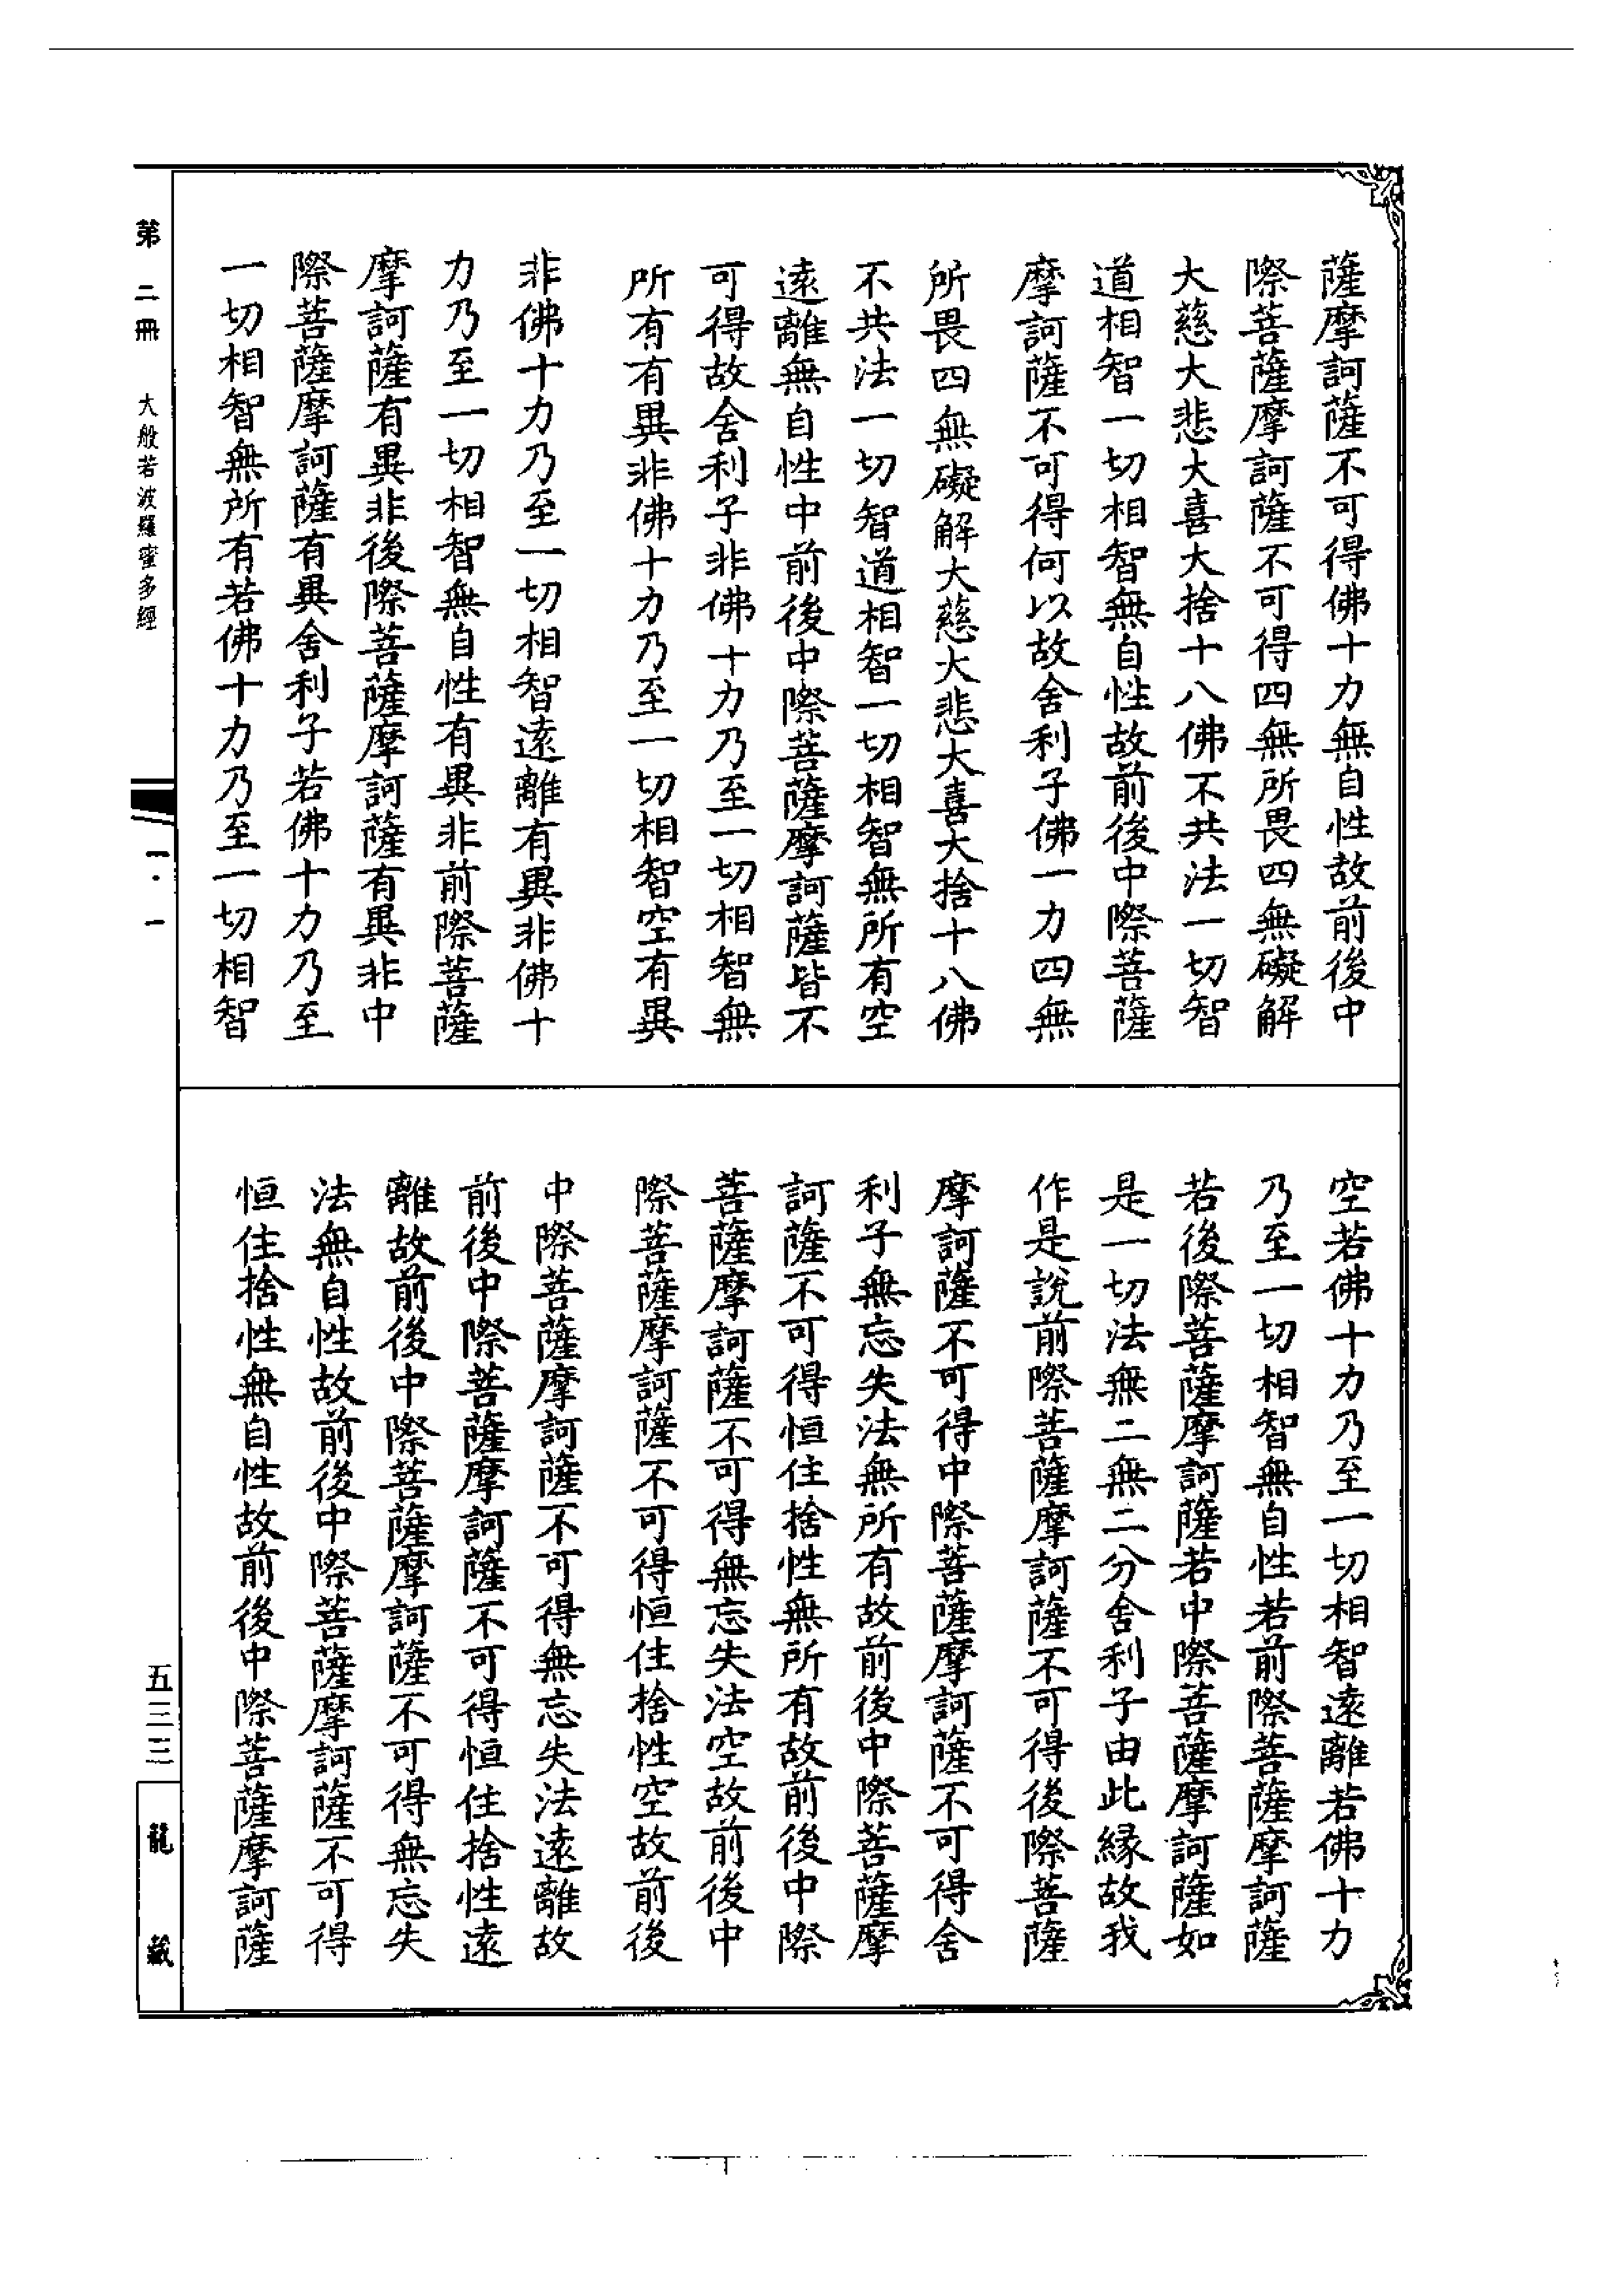 薩摩訶薩不可得佛十力無自性故前後中
際菩薩摩訶薩不可得四無所畏四無礙解
大慈大悲大喜大捨十八佛不共法一切智
道相智一切相智無自性故前後中際菩薩
摩訶薩不可得何以故舍利子佛十力四無
所畏四無礙解大慈大悲大喜大捨十八佛
不共法一切智道相智一切相智無所有空
遠離無自性中前後中際菩薩摩訶薩皆不
可得故舍利子非佛十力乃至一切相智無
所有有異非佛十力乃至一切相智空有異
非佛十力乃至一切相智遠離有異非佛十
力乃至一切相智無自性有異非前際菩薩
摩訶薩有異非後際菩薩摩訶薩有異非中
際菩薩摩訶薩有異舍利子若佛十力乃至
一切相智無所有若佛十力乃至一切相智
空若佛十力乃至一切相智遠離若佛十力
乃至一切相智無自性若前際菩薩摩訶薩
若後際菩薩摩訶薩若中際菩薩摩訶薩如
是一切法無二無二分舍利子由此緣故我
作是說前際菩薩摩訶薩不可得後際菩薩
摩訶薩不可得中際菩薩摩訶薩不可得舍
利子無忘失法無所有故前後中際菩薩摩
訶薩不可得恒住捨性無所有故前後中際
菩薩摩訶薩不可得無忘失法空故前後中
際菩薩摩訶薩不可得恒住捨性空故前後
中際菩薩摩訶薩不可得無忘失法遠離故
前後中際菩薩摩訶薩不可得恒住捨性遠
離故前後中際菩薩摩訶薩不可得無忘失
法無自性故前後中際菩薩摩訶薩不可得
恒住捨性無自性故前後中際菩薩摩訶薩
第二冊 大般若波羅蜜多經
一·一
五三三
龍藏